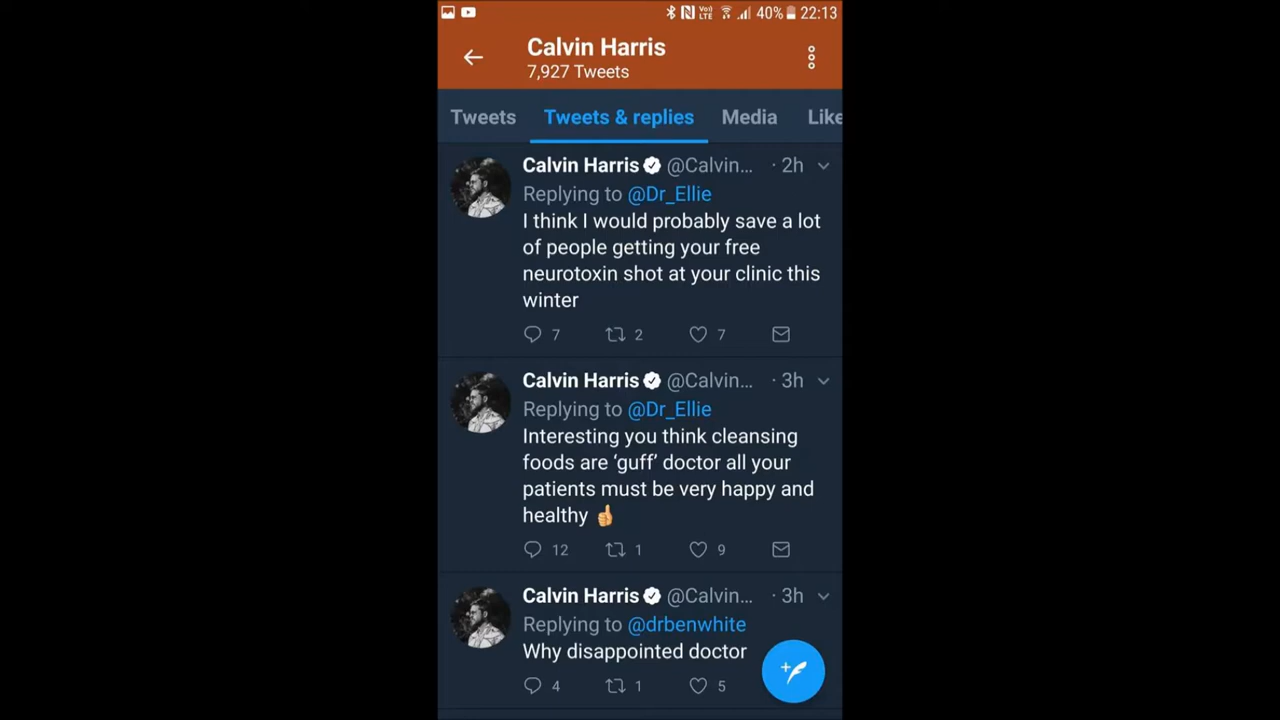 40% 22:13
Calvin Harris
7,927 Tweets
Tweets Tweets & replies Media Like
Calvin Harris @Calvin... · 2h
Replying to @Dr_Ellie
I think I would probably save a lot
of people getting your free
neurotoxin shot at your clinic this
winter
7 2 7
Calvin Harris @Calvin... · 3h
Replying to @Dr_Ellie
Interesting you think cleansing
foods are ‘guff’ doctor all your
patients must be very happy and
healthy 👍
12 1 9
Calvin Harris @Calvin... · 3h
Replying to @drbenwhite
Why disappointed doctor
4 1 5